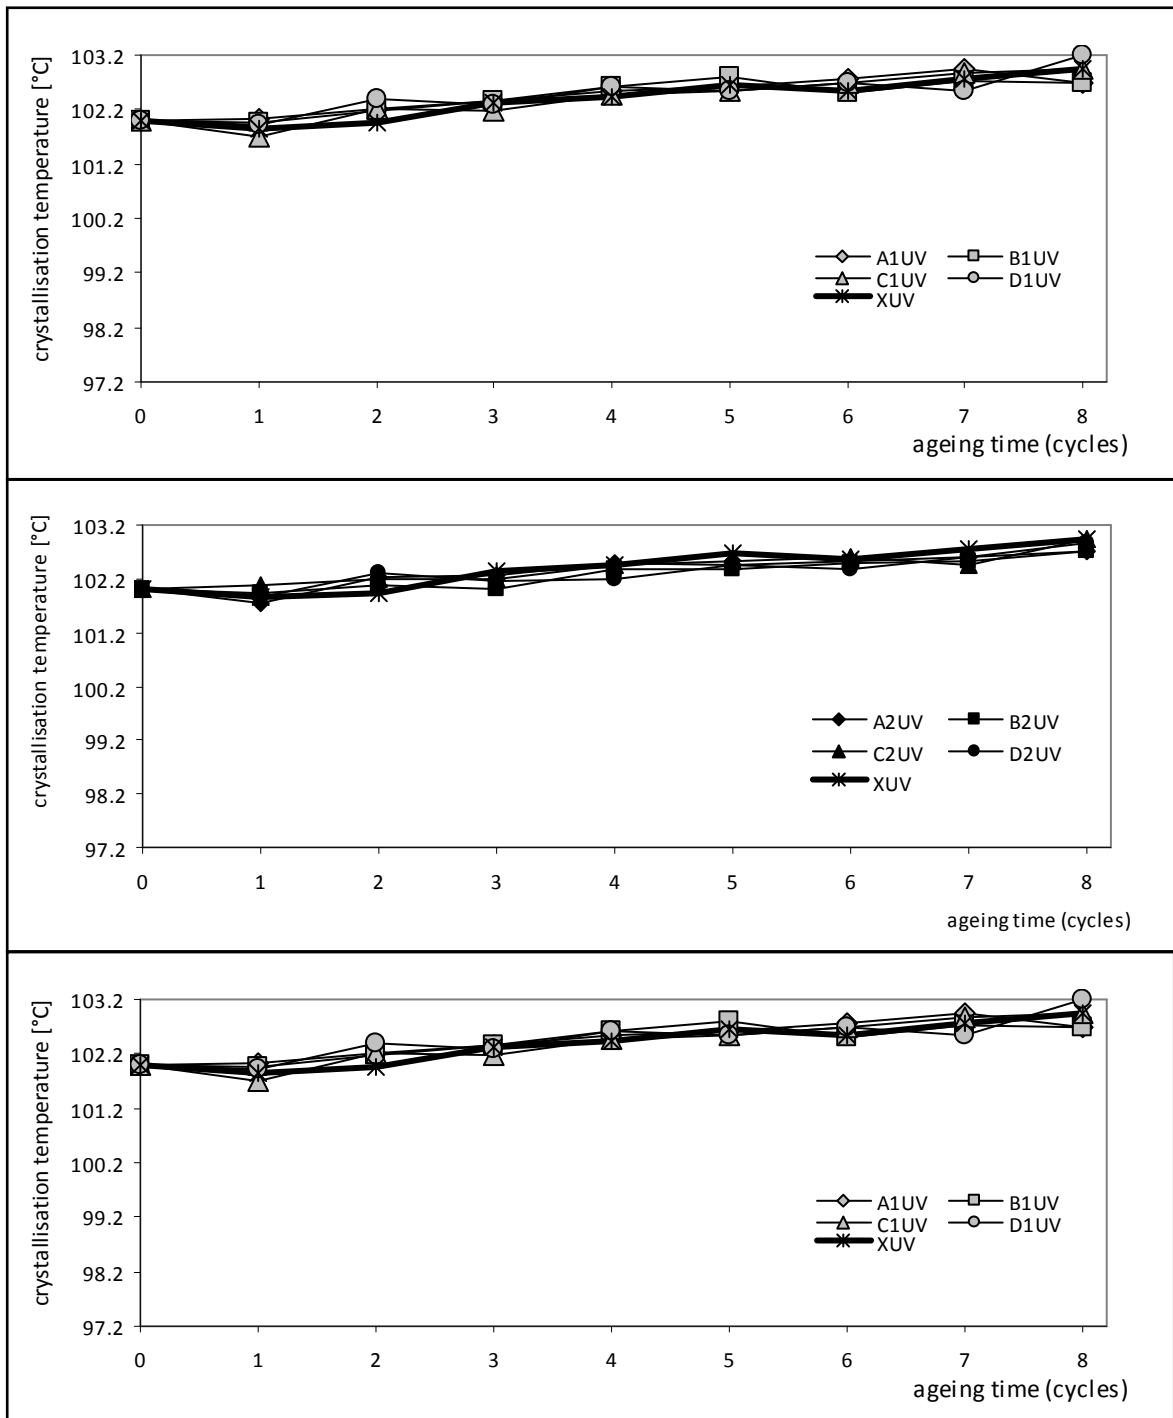 crystallisation temperature [°C]
103.2
102.2
101.2
100.2
99.2
98.2
97.2
A1UV B1UV
C1UV D1UV
XUV
0 1 2 3 4 5 6 7 8
ageing time (cycles)
crystallisation temperature [°C]
103.2
102.2
101.2
100.2
99.2
98.2
97.2
A2UV B2UV
C2UV D2UV
XUV
0 1 2 3 4 5 6 7 8
ageing time (cycles)
crystallisation temperature [°C]
103.2
102.2
101.2
100.2
99.2
98.2
97.2
A1UV B1UV
C1UV D1UV
XUV
0 1 2 3 4 5 6 7 8
ageing time (cycles)